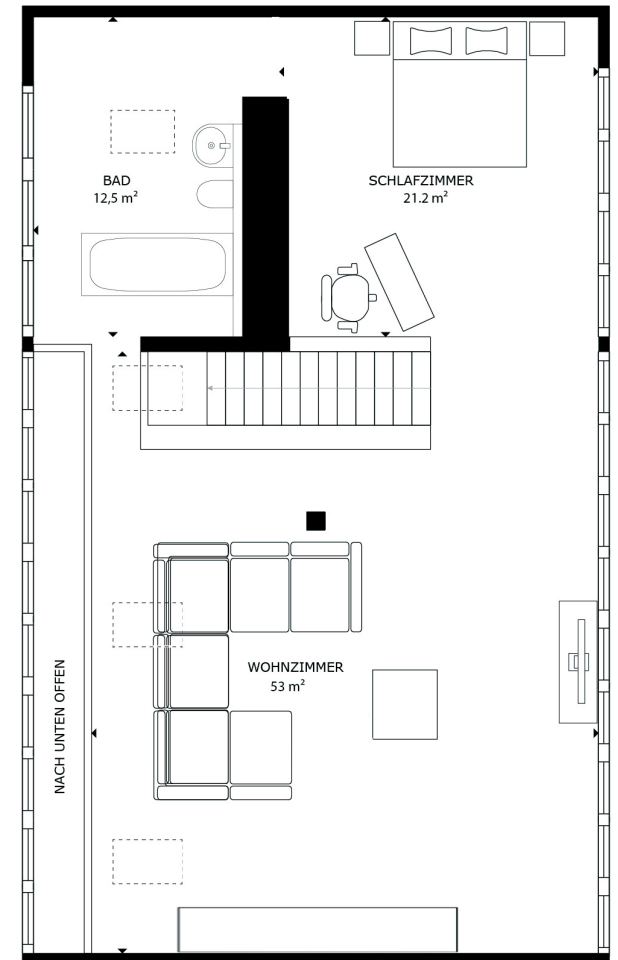 BAD
12,5 m²
SCHLAFZIMMER
21.2 m²
WOHNZIMMER
53 m²
NACH UNTEN OFFEN